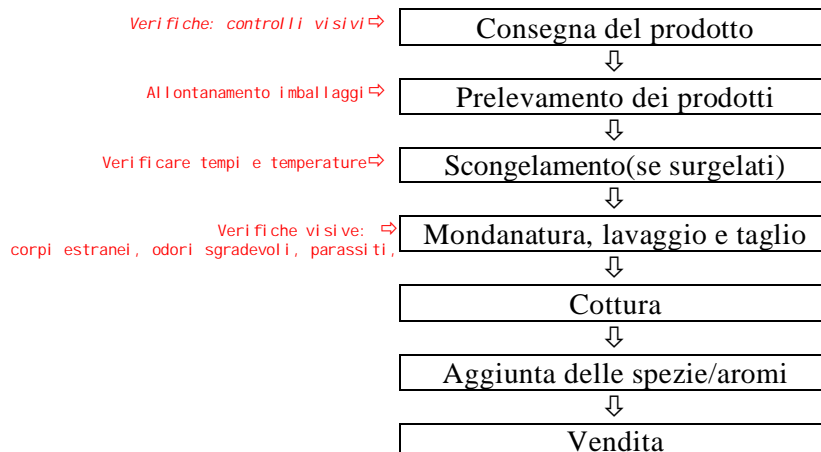 Verifiche: controlli visivi⇨ Consegna del prodotto
Allontanamento imballaggi⇨ Prelevamento dei prodotti
Verificare tempi e temperature⇨ Scongelamento(se surgelati)
Verifiche visive: ⇨
corpi estranei, odori sgradevoli, parassiti,
Mondanatura, lavaggio e taglio
Cottura
Aggiunta delle spezie/aromi
Vendita